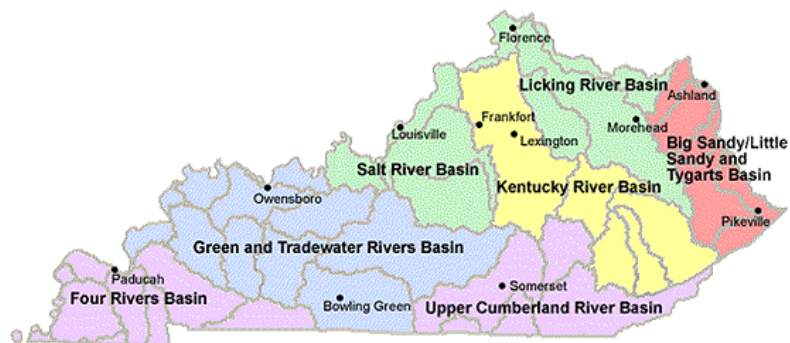 Florence
Licking River Basin
Ashland
Frankfort
Morehead
Louisville
Lexington
Big Sandy/Little
Sandy and
Tygarts Basin
Salt River Basin
Kentucky River Basin
Owensboro
Pikeville
Green and Tradewater Rivers Basin
Paducah
Somerset
Four Rivers Basin
Bowling Green
Upper Cumberland River Basin